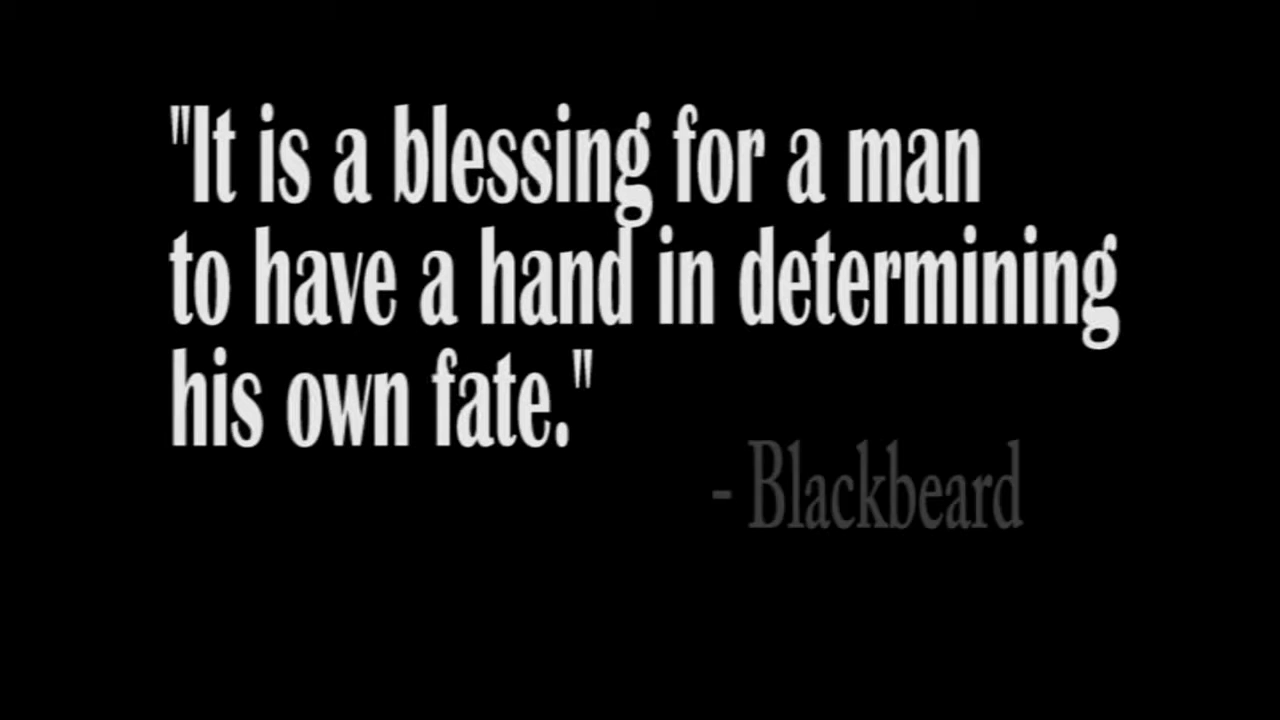 "It is a blessing for a man
to have a hand in determining
his own fate."
- Blackbeard